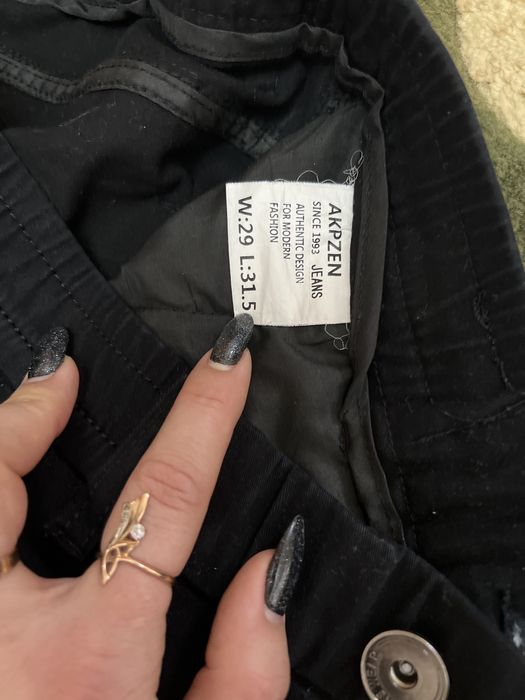 AKPZEN
SINCE 1993 JEANS
AUTHENTIC DESIGN
FOR MODERN
FASHION
W:29 L:31.5